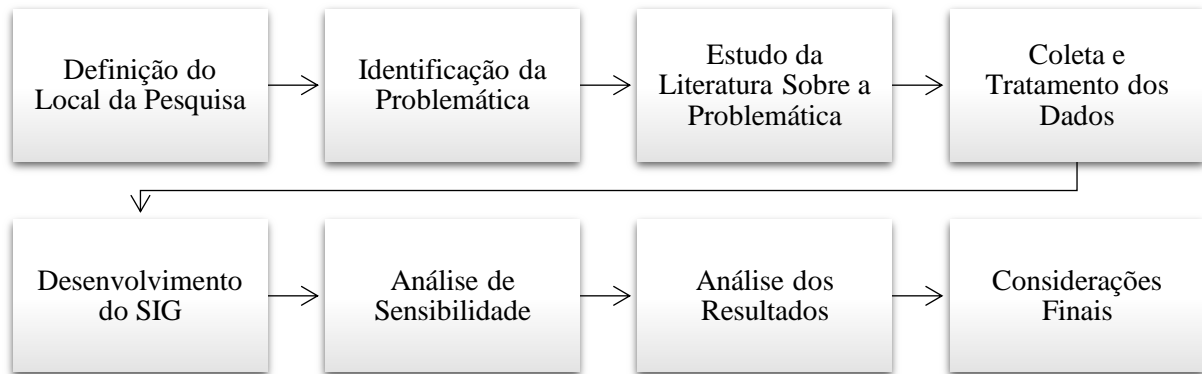 Definição do
Local da Pesquisa
Identificação da
Problemática
Estudo da
Literatura Sobre a
Problemática
Coleta e
Tratamento dos
Dados
Desenvolvimento
do SIG
Análise de
Sensibilidade
Análise dos
Resultados
Considerações
Finais